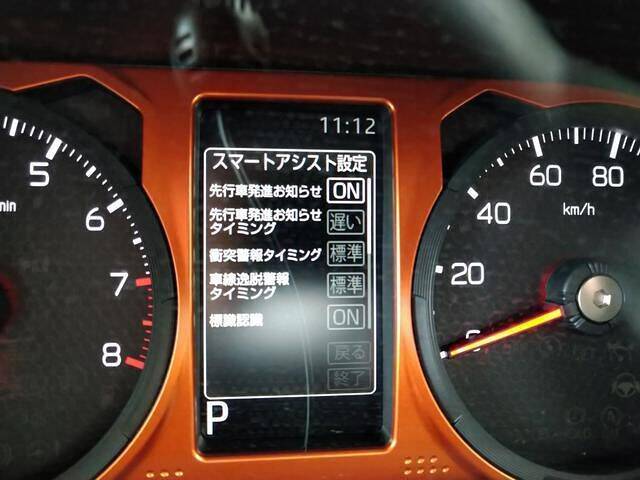 11:12
スマートアシスト設定
先行車発進お知らせ ON
先行車発進お知らせ
タイミング 遅い
衝突警報タイミング 標準
車線逸脱警報
タイミング 標準
標識認識 ON
戻る
終了
P
5
6
7
8
min
0
20
40
60
80
km/h